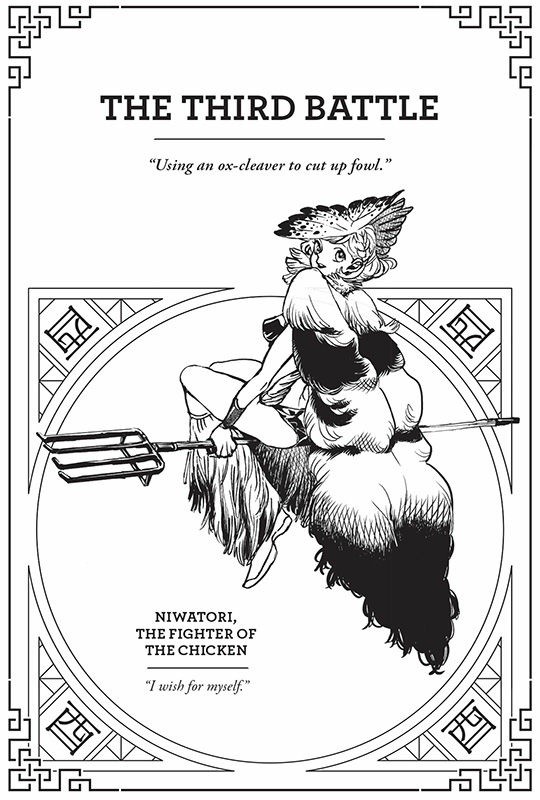 THE THIRD BATTLE
“Using an ox-cleaver to cut up fowl.”
NIWATORI,
THE FIGHTER OF
THE CHICKEN
“I wish for myself.”